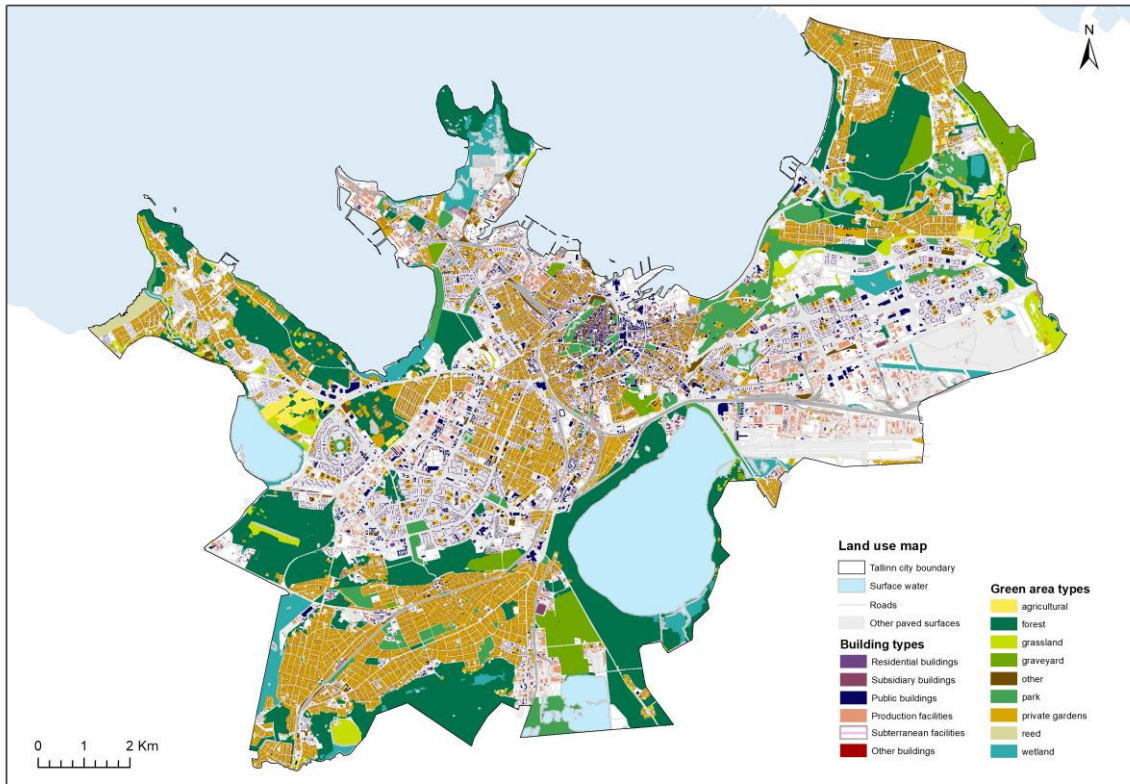 N
Land use map
Tallinn city boundary
Surface water
Roads
Other paved surfaces
Building types
Residential buildings
Subsidiary buildings
Public buildings
Production facilities
Subterranean facilities
Other buildings
Green area types
agricultural
forest
grassland
graveyard
other
park
private gardens
reed
wetland
0 1 2 Km